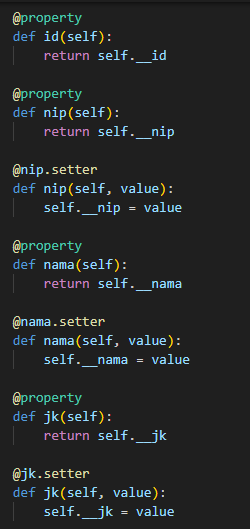 @property
def id(self):
    return self.__id

@property
def nip(self):
    return self.__nip

@nip.setter
def nip(self, value):
    self.__nip = value

@property
def nama(self):
    return self.__nama

@nama.setter
def nama(self, value):
    self.__nama = value

@property
def jk(self):
    return self.__jk

@jk.setter
def jk(self, value):
    self.__jk = value